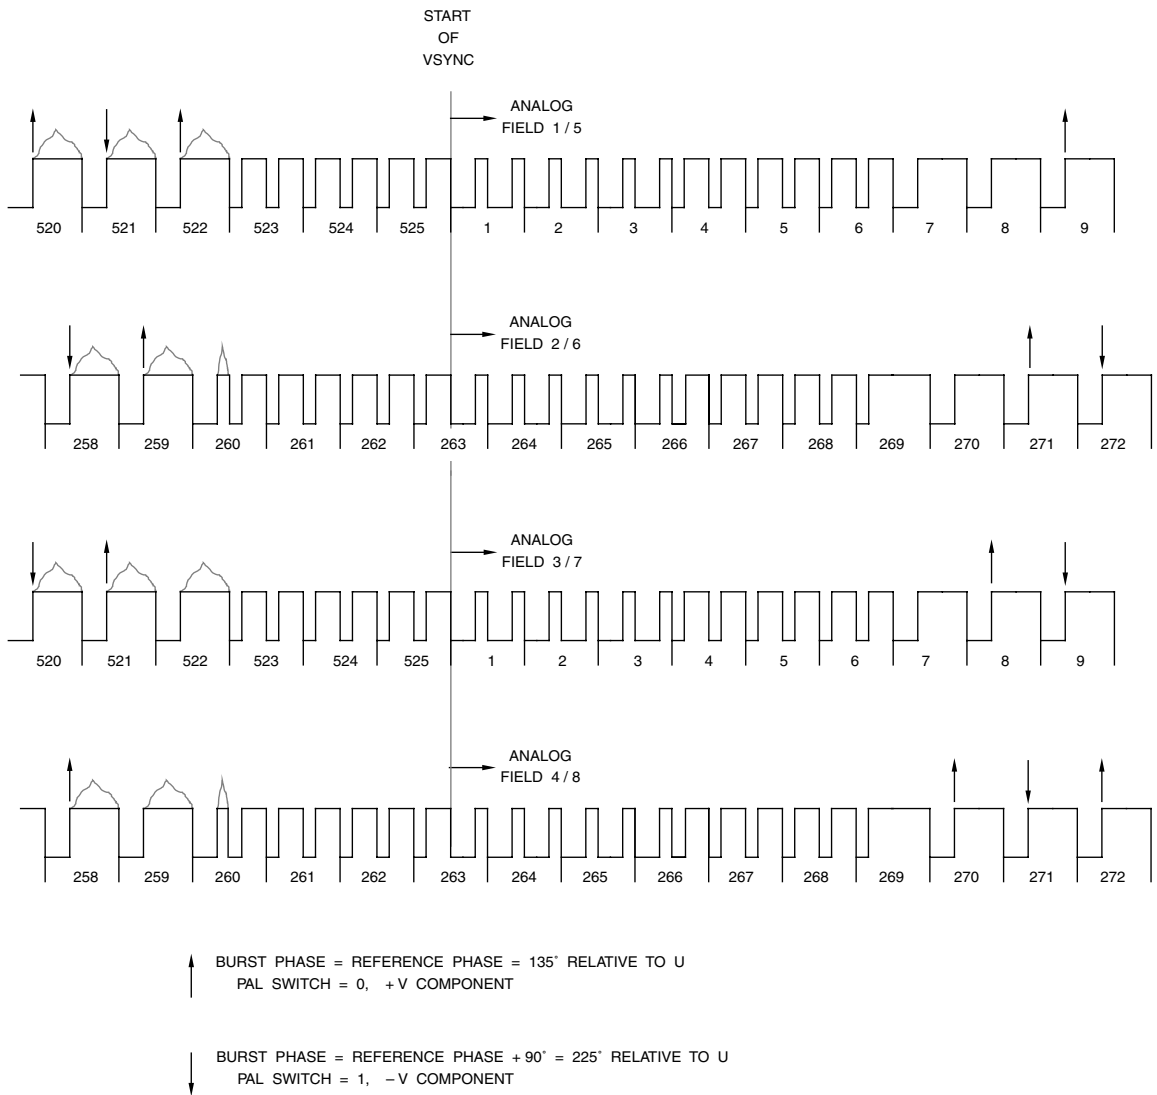 START
OF
VSYNC
ANALOG
FIELD 1 / 5
520 521 522 523 524 525 1 2 3 4 5 6 7 8 9
ANALOG
FIELD 2 / 6
258 259 260 261 262 263 264 265 266 267 268 269 270 271 272
ANALOG
FIELD 3 / 7
520 521 522 523 524 525 1 2 3 4 5 6 7 8 9
ANALOG
FIELD 4 / 8
258 259 260 261 262 263 264 265 266 267 268 269 270 271 272
BURST PHASE = REFERENCE PHASE = 135° RELATIVE TO U
PAL SWITCH = 0, + V COMPONENT
BURST PHASE = REFERENCE PHASE + 90° = 225° RELATIVE TO U
PAL SWITCH = 1, – V COMPONENT